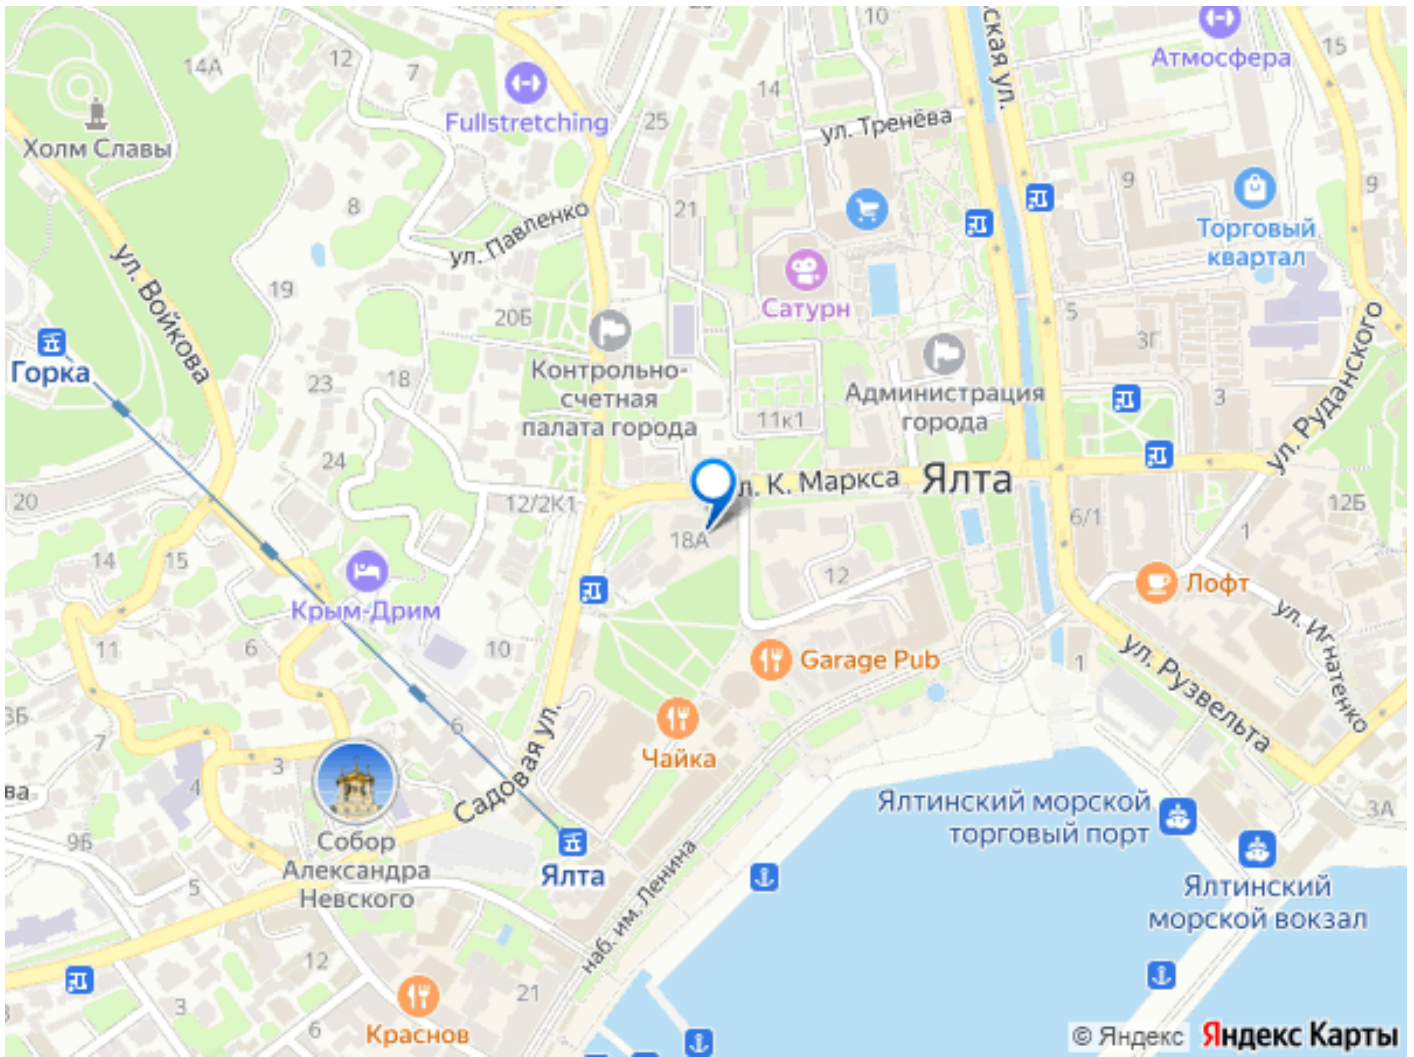 10
ская ул.
Атмосфера
15
14А
12
7
14
Fullstretching
25
ул. Тренёва
Холм Славы
8
21
9
9
ул. Павленко
Торговый
квартал
ул. Войкова
19
20Б
Сатурн
5
3Г
Горка
23
18
Контрольно-
счетная
палата города
Администрация
города
3
ул. Руданского
11к1
24
20
12/2К1
л. К. Маркса
Ялта
12Б
6/1
1
18А
14
15
12
Крым-Дрим
Лофт
ул. Игнатенко
11
6
10
Garage Pub
1
ул. Рузвельта
3Б
7
6
Садовая ул.
Чайка
3
4
ва
Ялтинский морской
торговый порт
3А
9Б
Собор
Александра
Невского
Ялта
наб. им. Ленина
Ялтинский
морской вокзал
5
12
3
21
6
Краснов
© Яндекс
Яндекс Карты